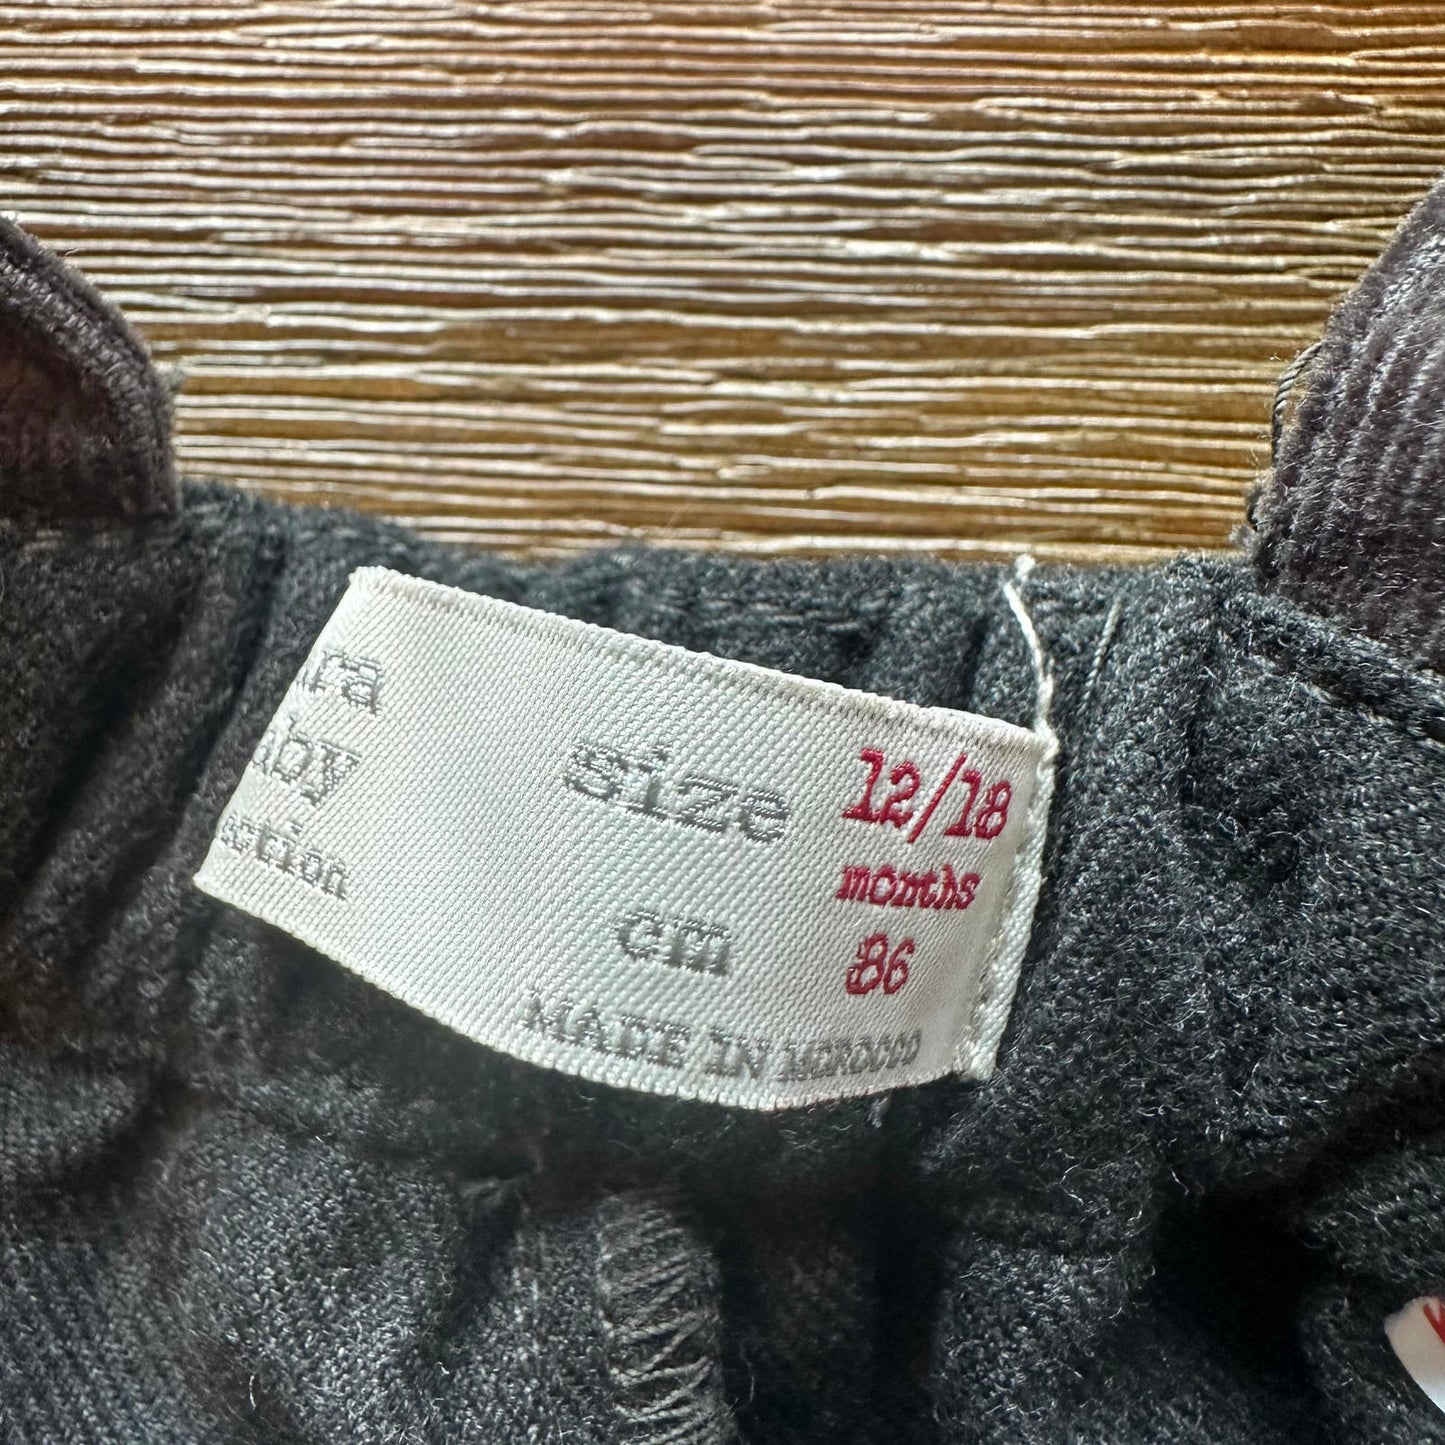 size 12/18
months
cm 86
MADE IN MOROCCO